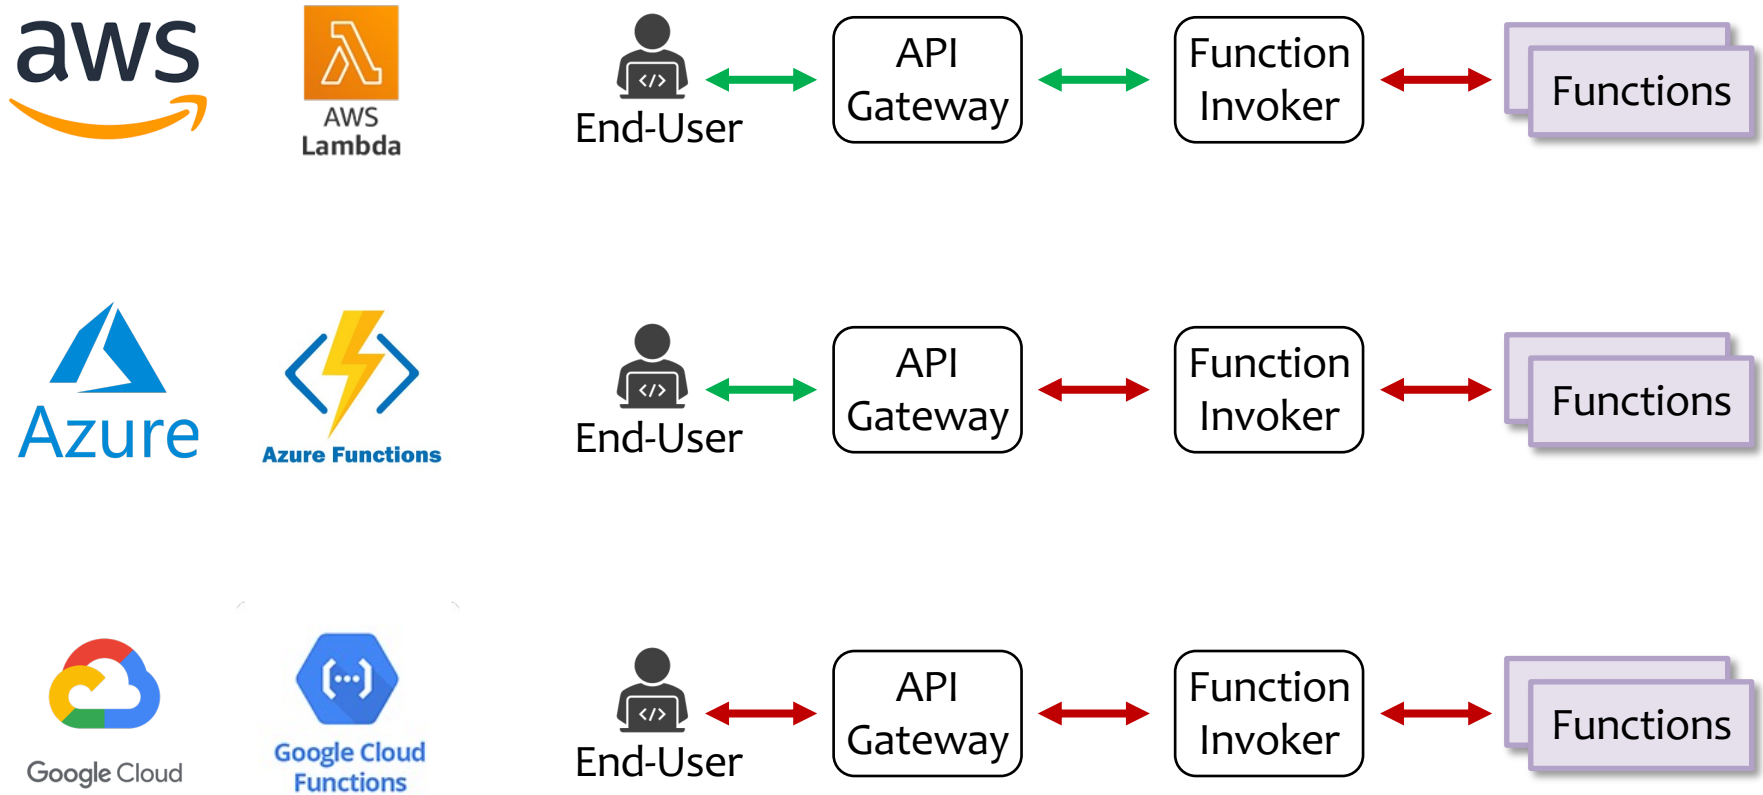 aws
AWS
Lambda
</>
End-User
API
Gateway
Function
Invoker
Functions
Azure
Azure Functions
</>
End-User
API
Gateway
Function
Invoker
Functions
Google Cloud
Google Cloud
Functions
</>
End-User
API
Gateway
Function
Invoker
Functions